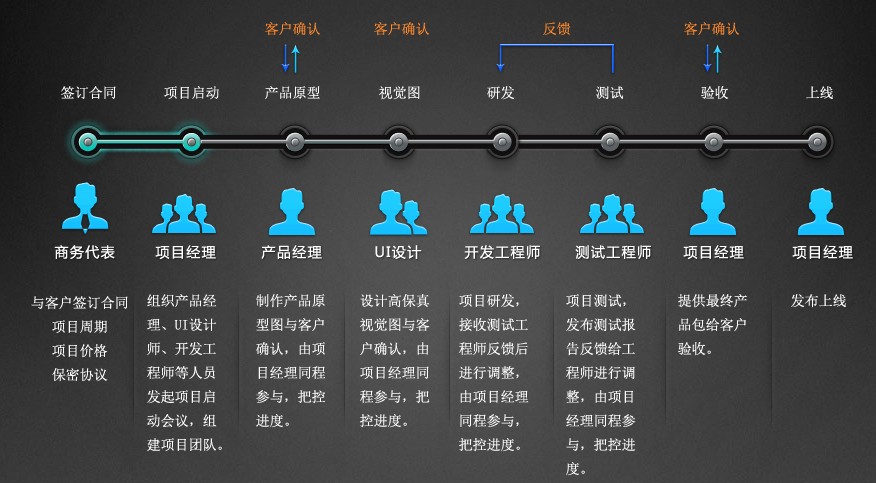 客户确认
客户确认
反馈
客户确认
签订合同
项目启动
产品原型
视觉图
研发
测试
验收
上线
商务代表
项目经理
产品经理
UI设计
开发工程师
测试工程师
项目经理
项目经理
与客户签订合同
项目周期
项目价格
保密协议
组织产品经
理、UI设计
师、开发工
程师等人员
发起项目启
动会议，组
建项目团队。
制作产品原
型图与客户
确认，由项
目经理同程
参与，把控
进度。
设计高保真
视觉图与客
户确认，由
项目经理同
程参与，把
控进度。
项目研发，
接收测试工
程师反馈后
进行调整，
由项目经理
同程参与，
把控进度。
项目测试，
发布测试报
告反馈给工
程师进行调
整，由项目
经理同程参
与，把控进
度。
提供最终产
品包给客户
验收。
发布上线